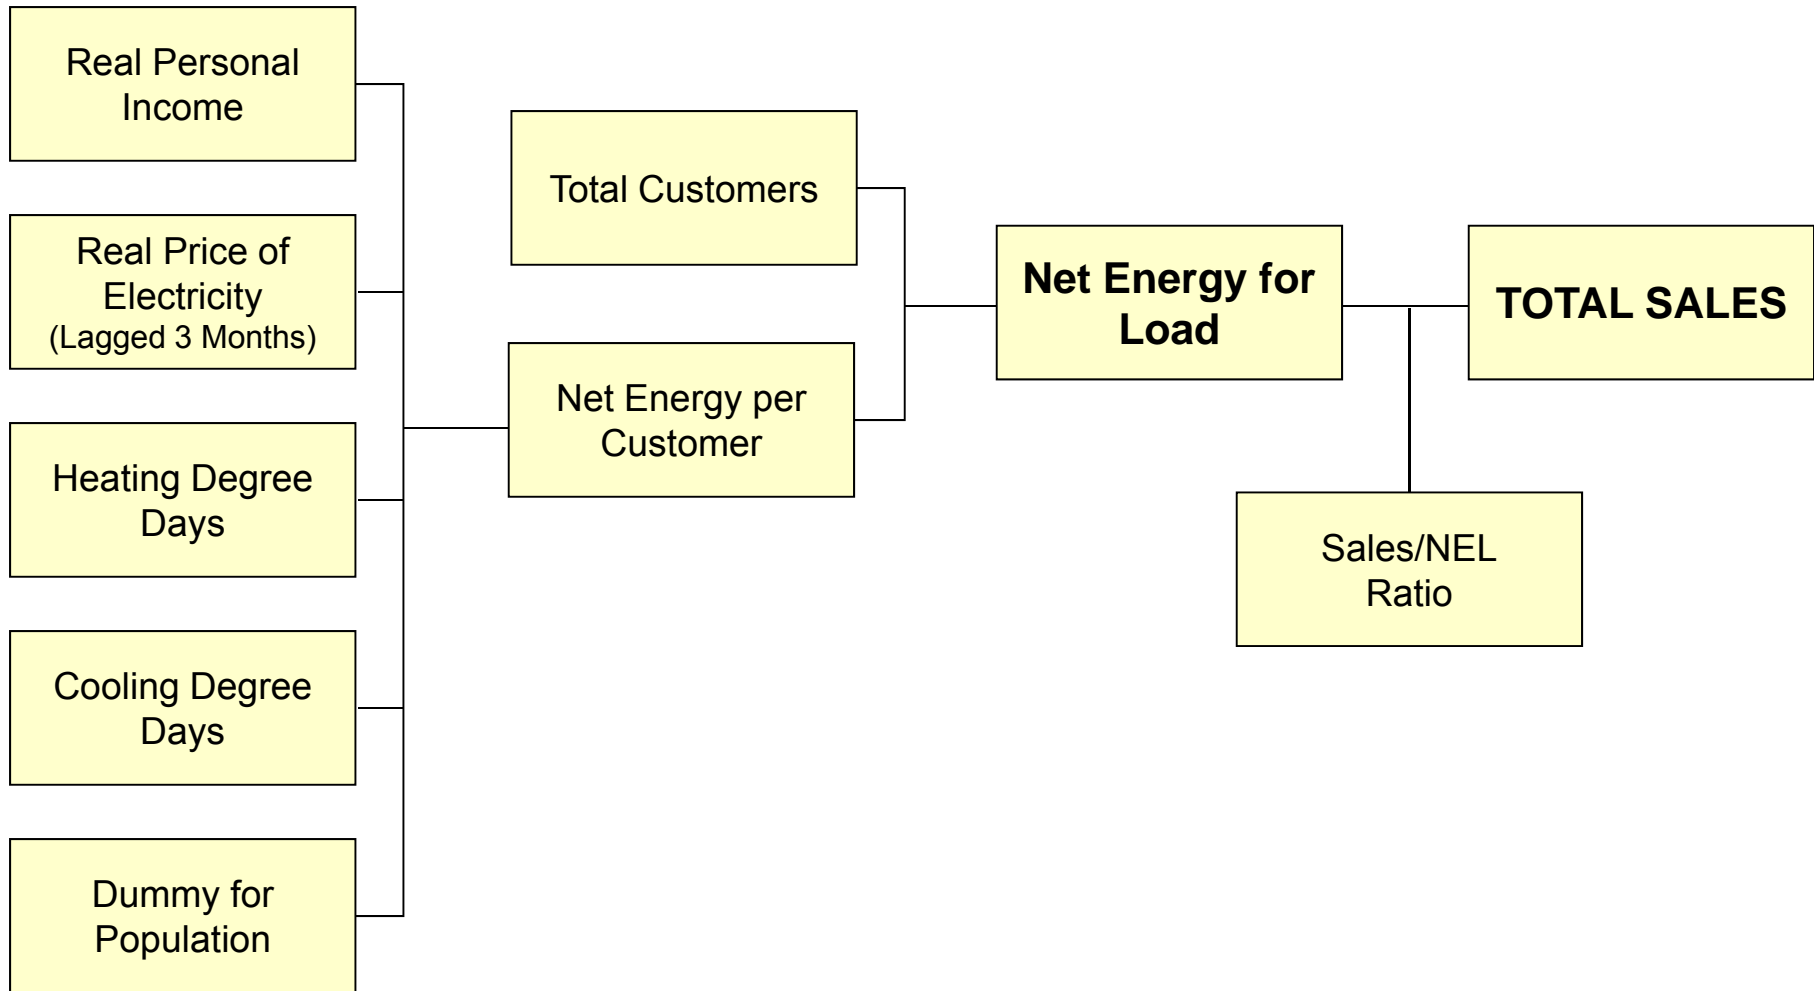 Real Personal
Income
Real Price of
Electricity
(Lagged 3 Months)
Heating Degree
Days
Cooling Degree
Days
Dummy for
Population
Total Customers
Net Energy per
Customer
Net Energy for
Load
Sales/NEL
Ratio
TOTAL SALES